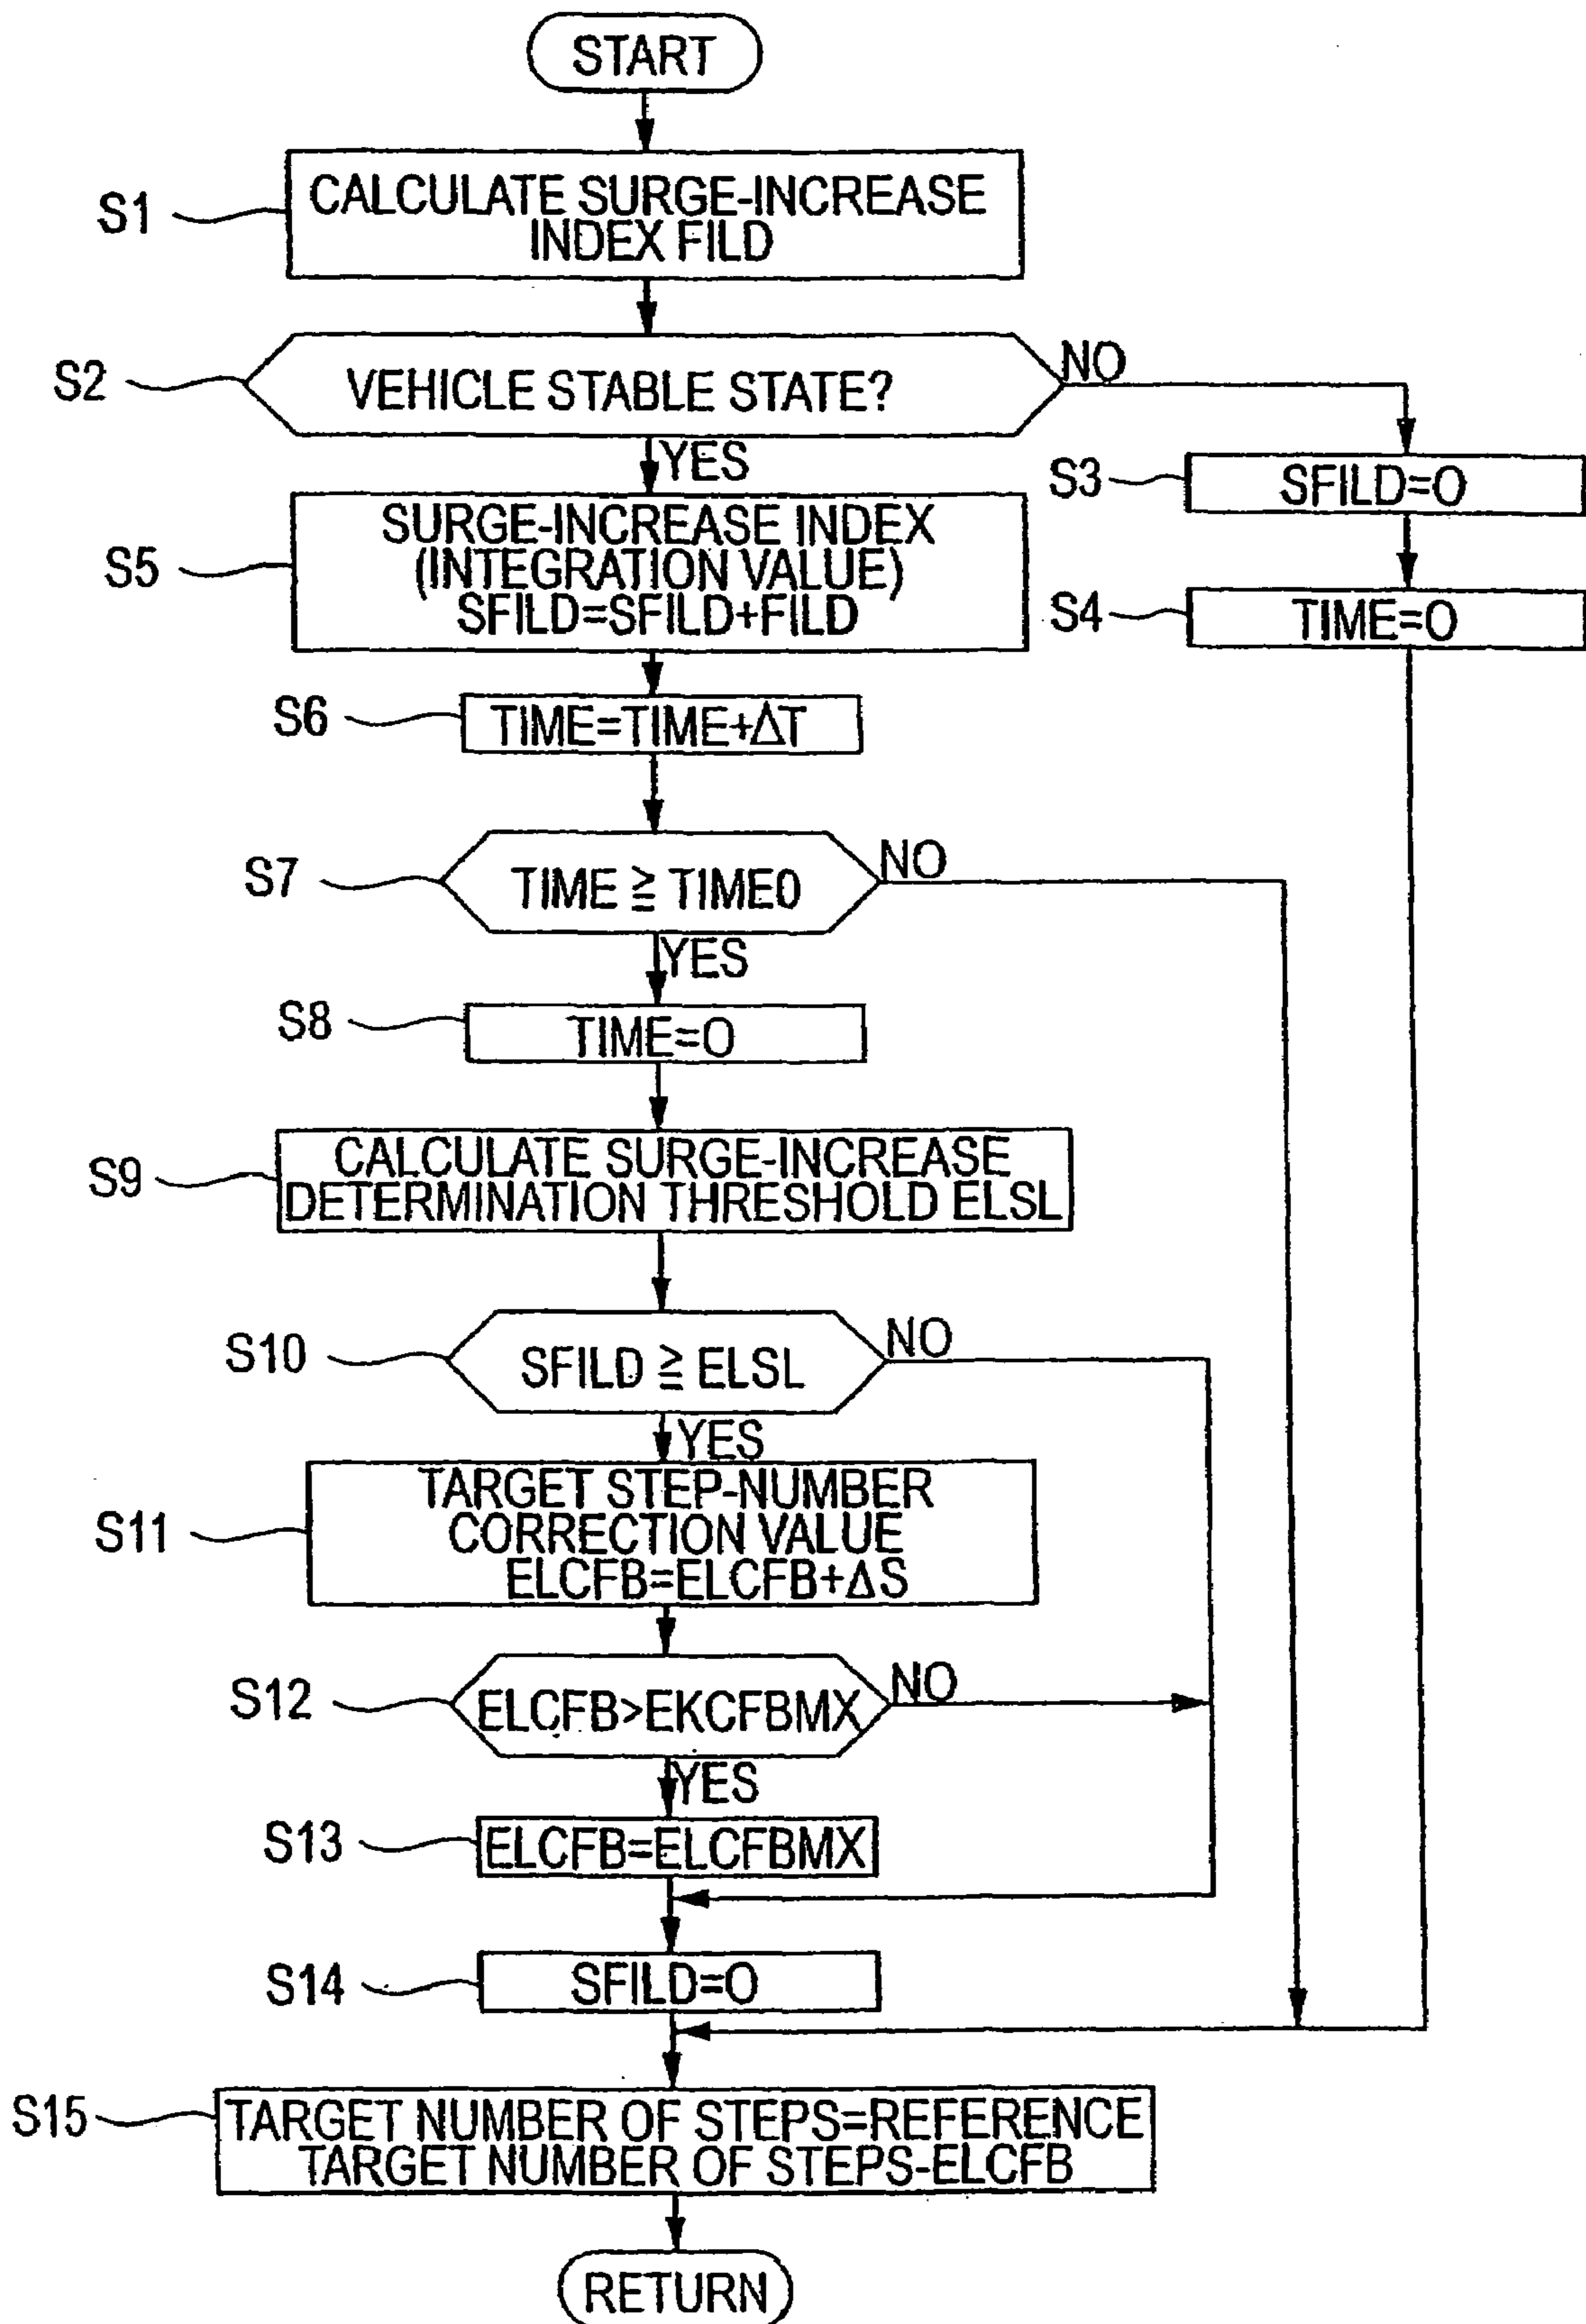 START
S1
CALCULATE SURGE-INCREASE
INDEX FILD
S2
VEHICLE STABLE STATE?
NO
YES
S3
SFILD=0
S4
TIME=0
S5
SURGE-INCREASE INDEX
(INTEGRATION VALUE)
SFILD=SFILD+FILD
S6
TIME=TIME+ΔT
S7
TIME ≧ TIME0
NO
YES
S8
TIME=0
S9
CALCULATE SURGE-INCREASE
DETERMINATION THRESHOLD ELSL
S10
SFILD ≧ ELSL
NO
YES
S11
TARGET STEP-NUMBER
CORRECTION VALUE
ELCFB=ELCFB+ΔS
S12
ELCFB>EKCFBMX
NO
YES
S13
ELCFB=ELCFBMX
S14
SFILD=0
S15
TARGET NUMBER OF STEPS=REFERENCE
TARGET NUMBER OF STEPS-ELCFB
RETURN